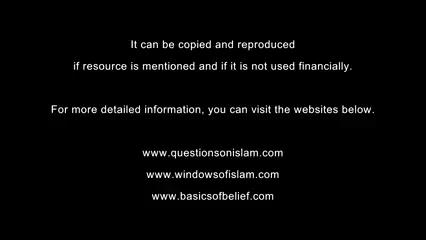 It can be copied and reproduced
if resource is mentioned and if it is not used financially.
For more detailed information, you can visit the websites below.
www.questionsonislam.com
www.windowsofislam.com
www.basicsofbelief.com